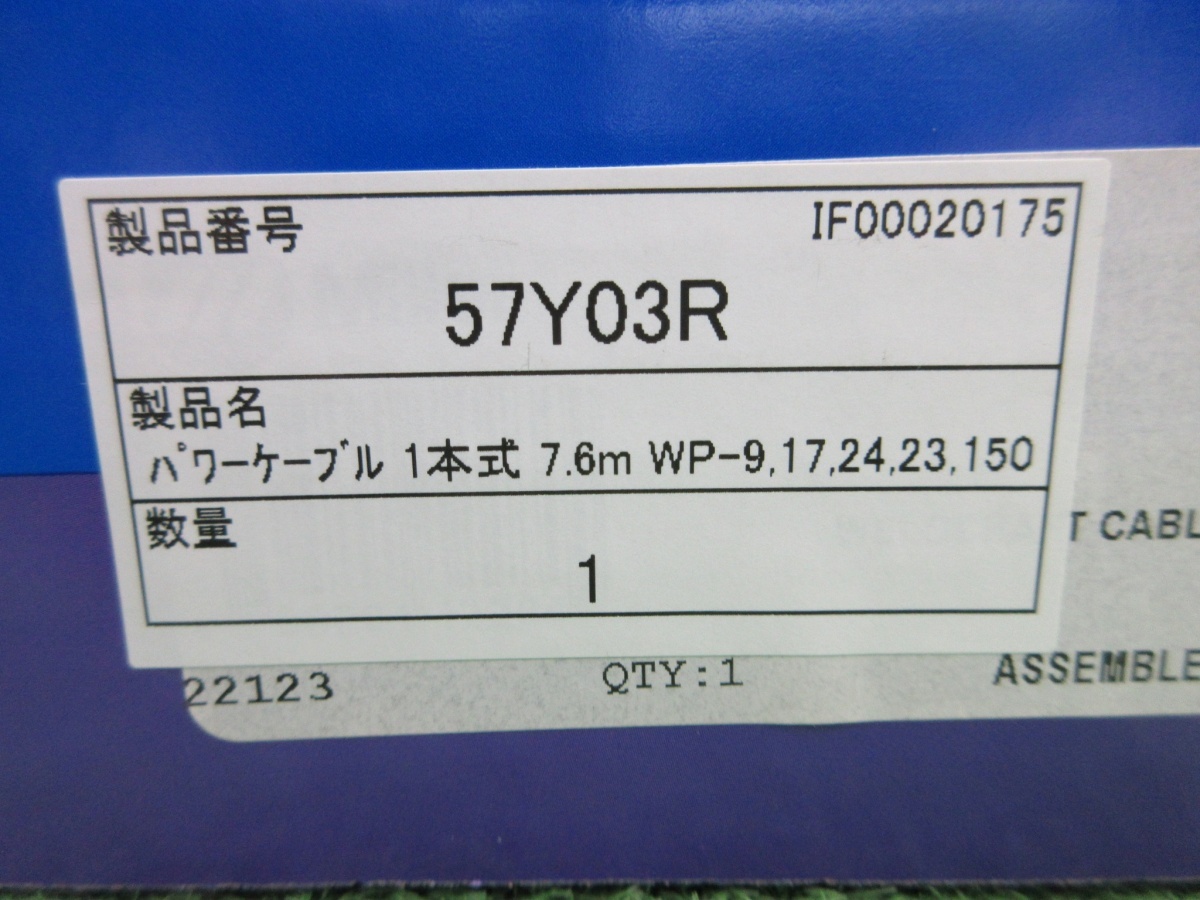 製品番号 IF00020175
57Y03R
製品名
ﾊﾟﾜｰｹｰﾌﾞﾙ 1本式 7.6m WP-9,17,24,23,150
数量
1
T CABL
22123 QTY:1 ASSEMBLE